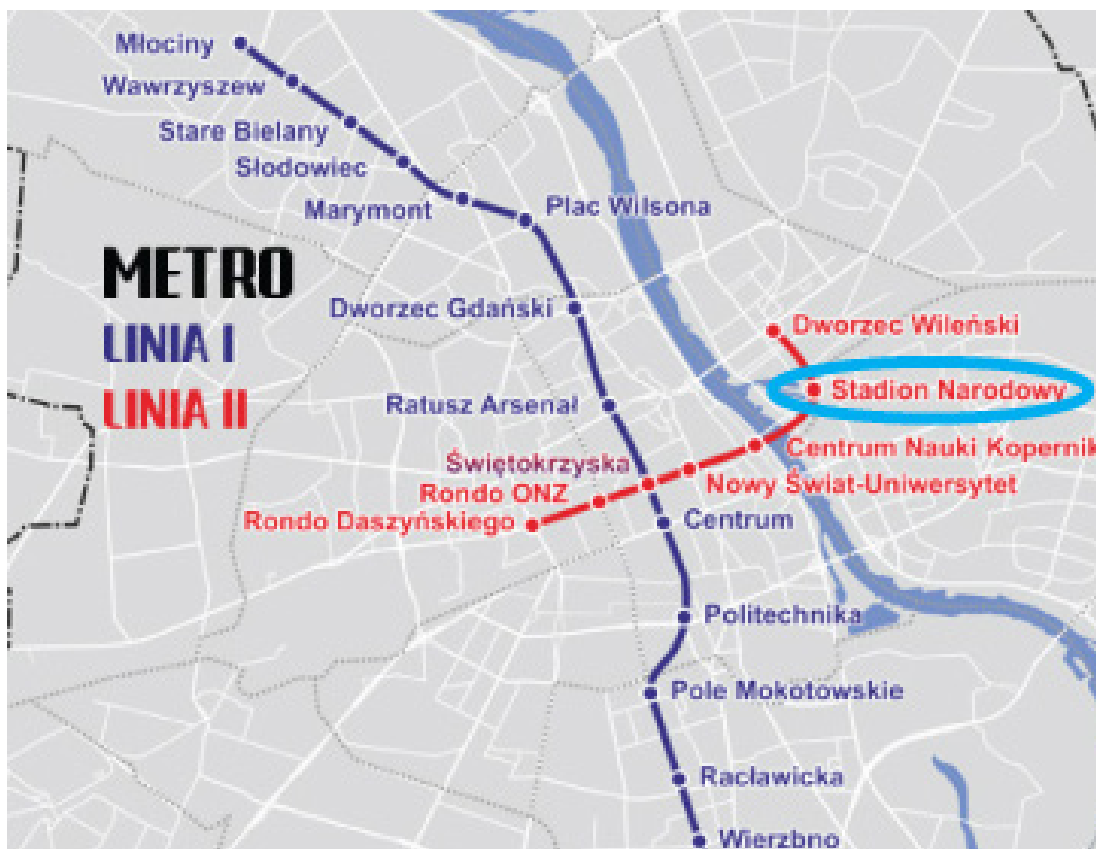 Młociny
Wawrzyszew
Stare Bielany
Słodowiec
Marymont
Plac Wilsona
METRO
LINIA I
LINIA II
Dworzec Gdański
Dworzec Wileński
Stadion Narodowy
Ratusz Arsenał
Centrum Nauki Kopernik
Świętokrzyska
Nowy Świat-Uniwersytet
Rondo ONZ
Rondo Daszyńskiego
Centrum
Politechnika
Pole Mokotowskie
Racławicka
Wierzbno